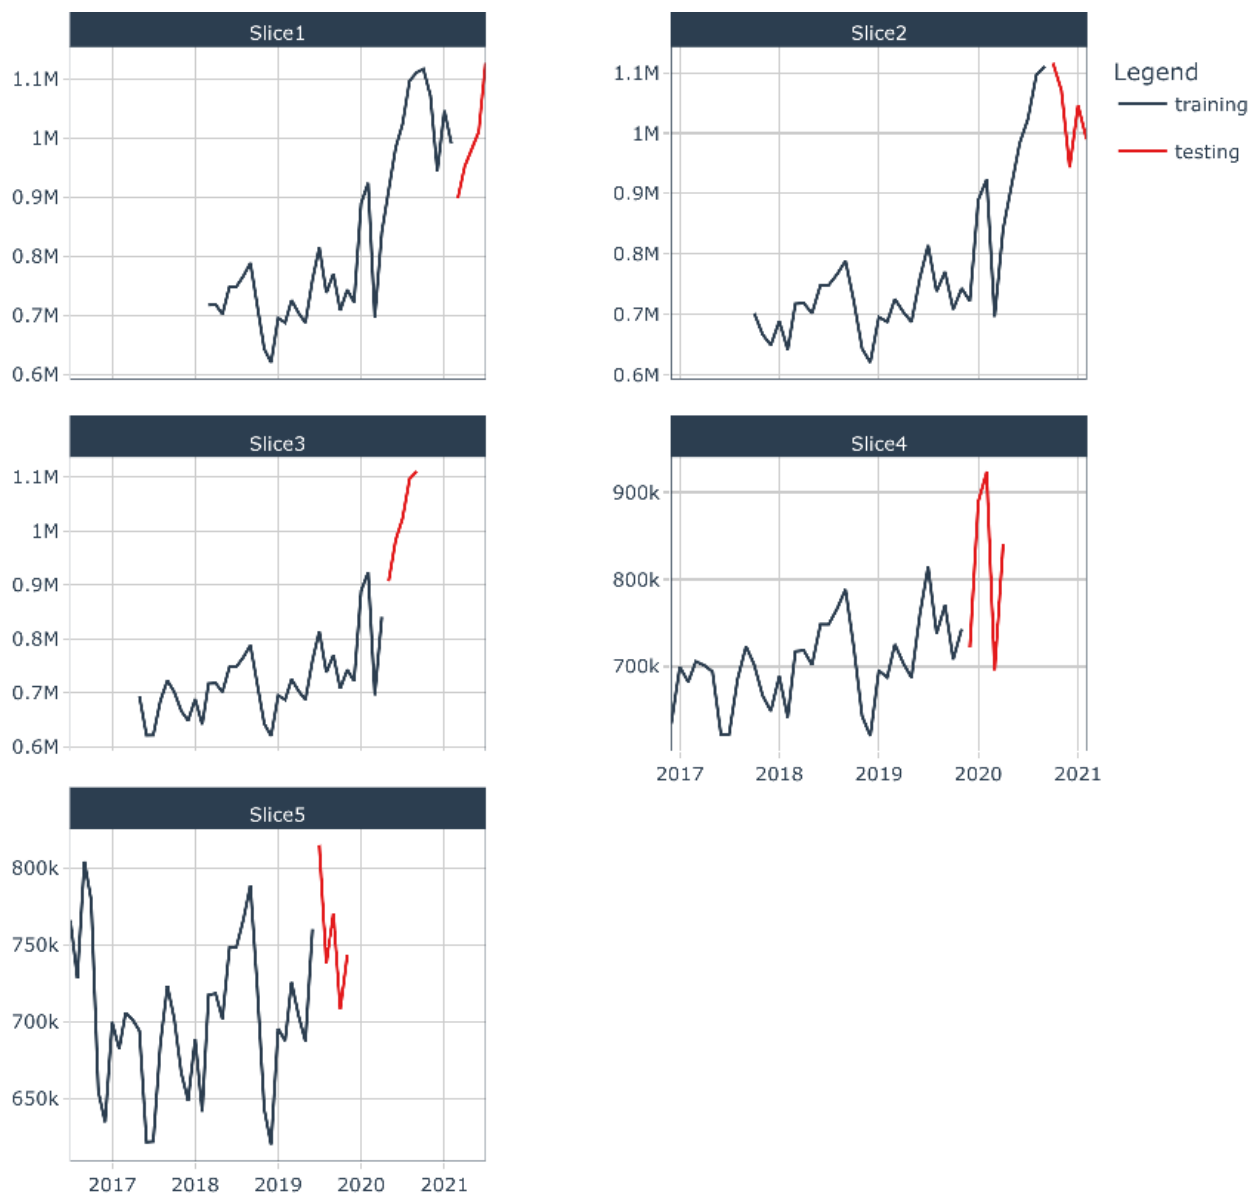 Slice1
1.1M
1M
0.9M
0.8M
0.7M
0.6M
Slice2
1.1M
1M
0.9M
0.8M
0.7M
0.6M
Legend
training
testing
Slice3
1.1M
1M
0.9M
0.8M
0.7M
0.6M
Slice4
900k
800k
700k
2017 2018 2019 2020 2021
Slice5
800k
750k
700k
650k
2017 2018 2019 2020 2021